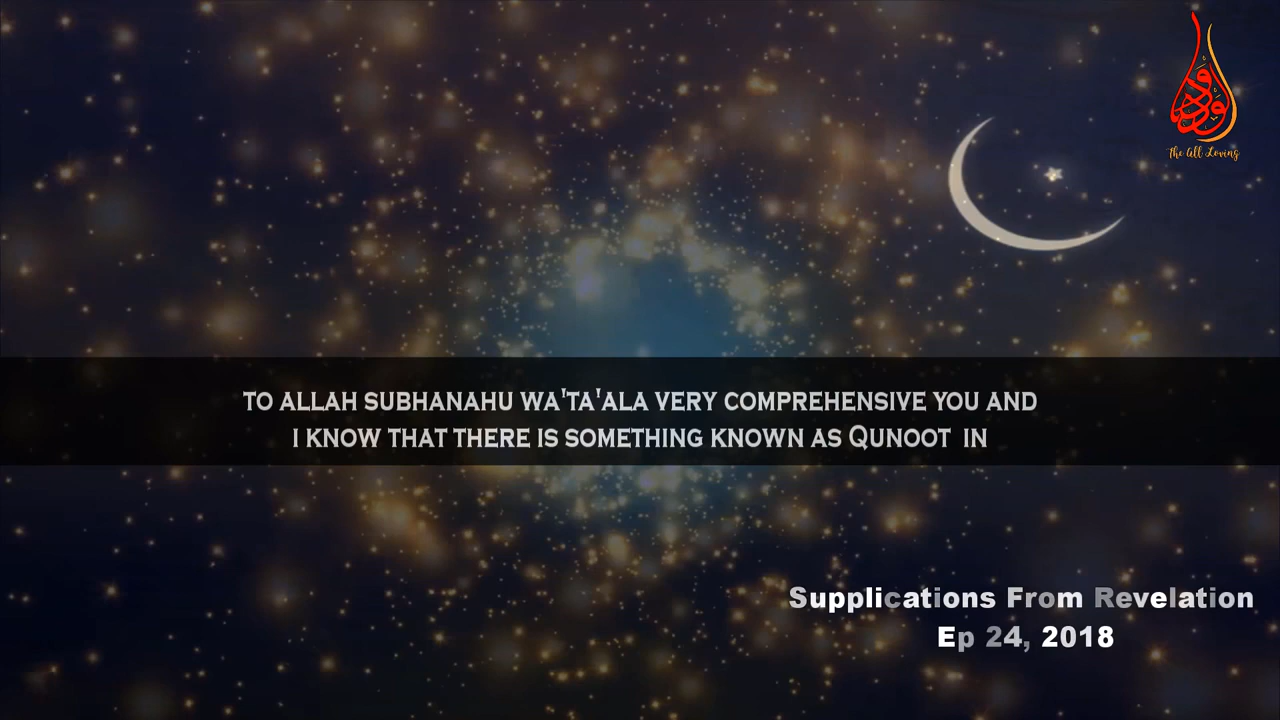 الودود
The All Loving
TO ALLAH SUBHANAHU WA'TA'ALA VERY COMPREHENSIVE YOU AND
I KNOW THAT THERE IS SOMETHING KNOWN AS QUNOOT IN
Supplications From Revelation
Ep 24, 2018